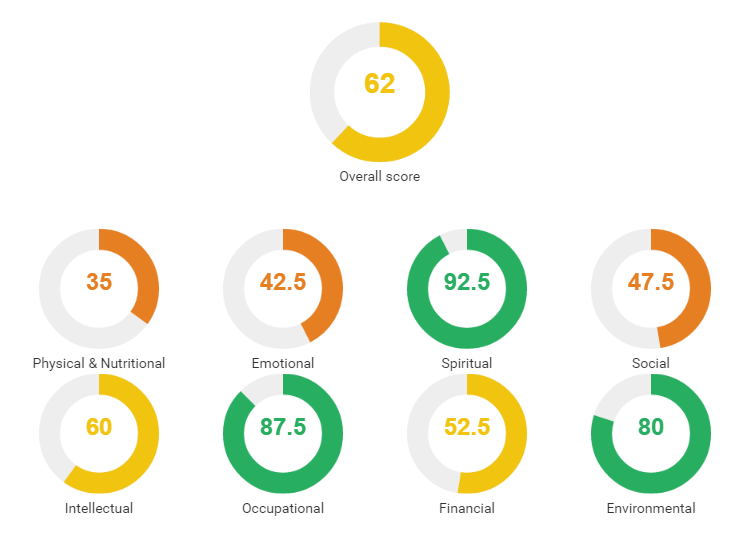 62
Overall score
35
42.5
92.5
47.5
Physical & Nutritional
Emotional
Spiritual
Social
60
87.5
52.5
80
Intellectual
Occupational
Financial
Environmental